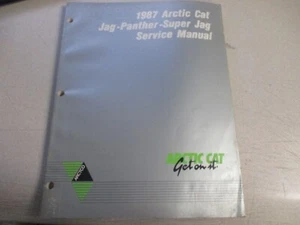 1987 Arctic Cat
Jag-Panther-Super Jag
Service Manual
ARCTIC CAT
Get on it